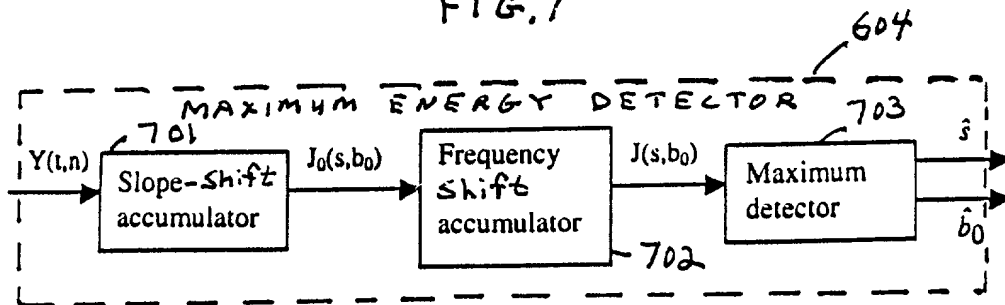 FIG. 7
604
MAXIMUM ENERGY DETECTOR
701
703
Y(t,n)
Slope-shift
accumulator
J₀(s,b₀)
Frequency
shift
accumulator
702
J(s,b₀)
Maximum
detector
ŝ
b̂₀